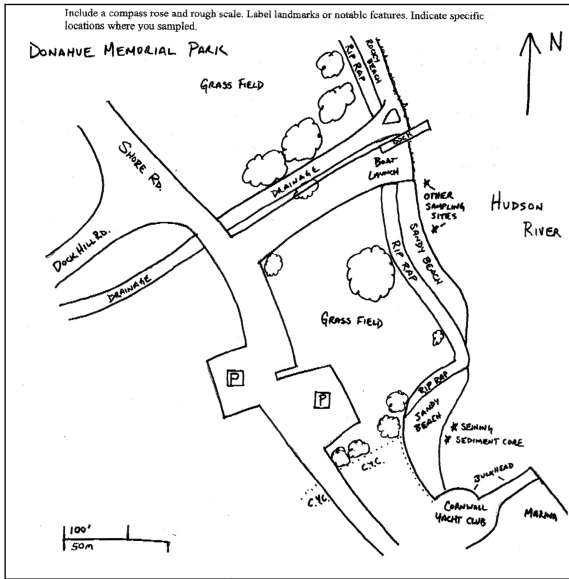 Include a compass rose and rough scale. Label landmarks or notable features. Indicate specific
locations where you sampled.
DONAHUE MEMORIAL PARK
N
GRASS FIELD
RIP RAP
ROCKY BEACH
SHORE RD.
DOCK
BOAT
LAUNCH
DRAINAGE
OTHER
SAMPLING
SITES
HUDSON
RIVER
DOCK HILL RD.
DRAINAGE
RIP RAP
SANDY BEACH
GRASS FIELD
P
P
RIP RAP
SANDY
BEACH
SEINING
SEDIMENT CORE
C.Y.C.
C.Y.C.
BULKHEAD
CORNWALL
YACHT CLUB
MARINA
100'
50m